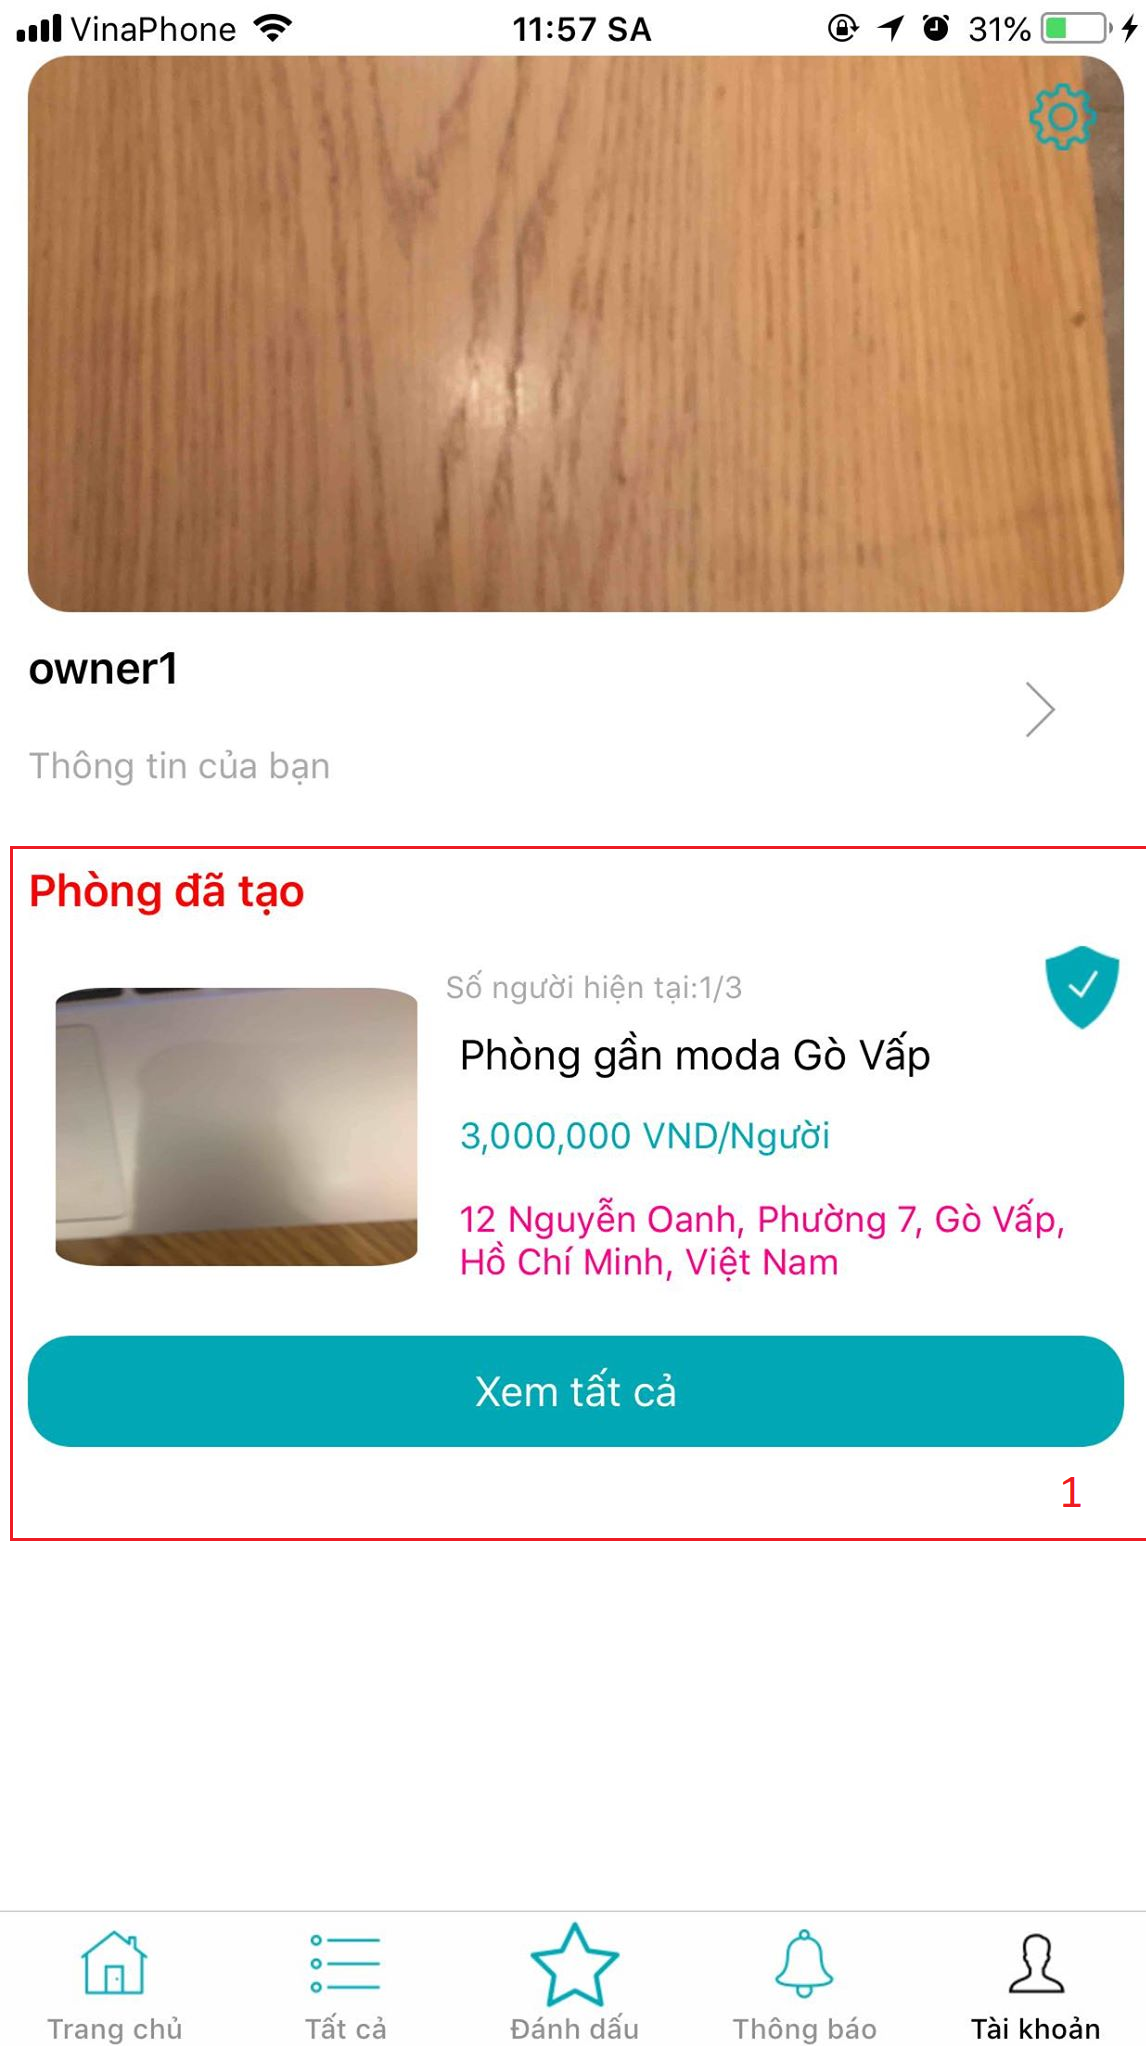 VinaPhone 11:57 SA 31%
owner1
Thông tin của bạn
Phòng đã tạo
Số người hiện tại:1/3
Phòng gần moda Gò Vấp
3,000,000 VND/Người
12 Nguyễn Oanh, Phường 7, Gò Vấp,
Hồ Chí Minh, Việt Nam
Xem tất cả
1
Trang chủ Tất cả Đánh dấu Thông báo Tài khoản